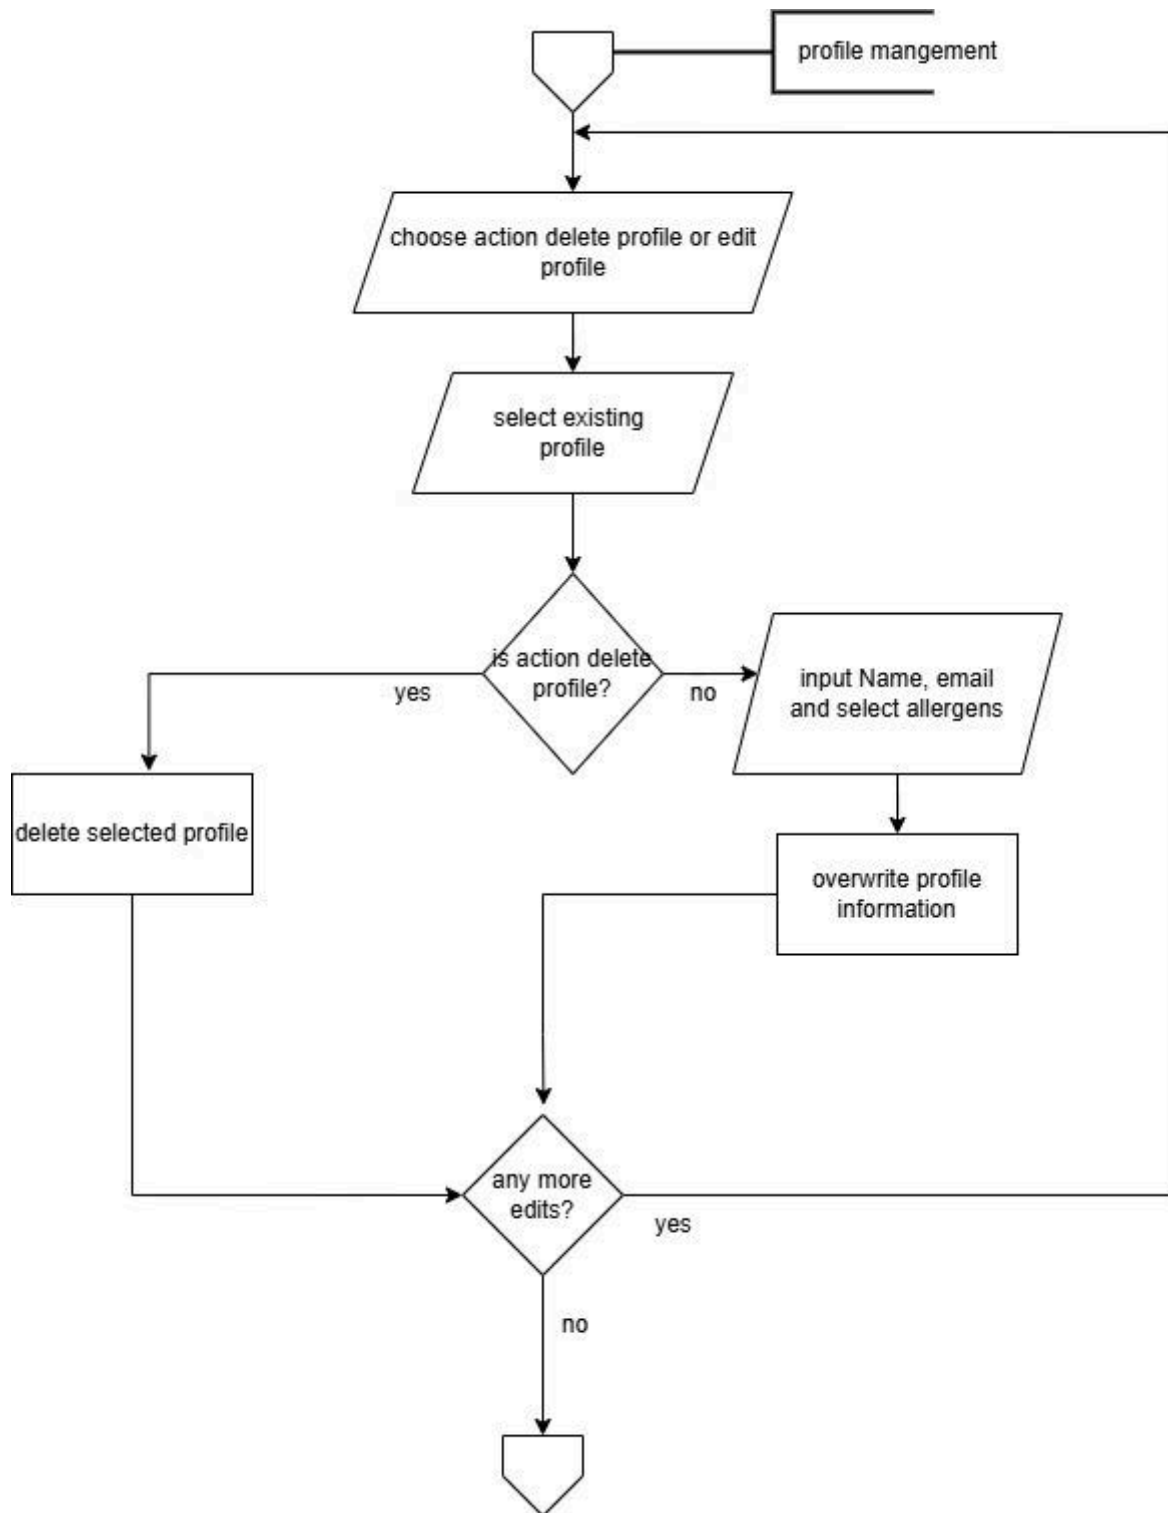 profile mangement
choose action delete profile or edit
profile
select existing
profile
is action delete
profile?
yes
no
input Name, email
and select allergens
delete selected profile
overwrite profile
information
any more
edits?
yes
no